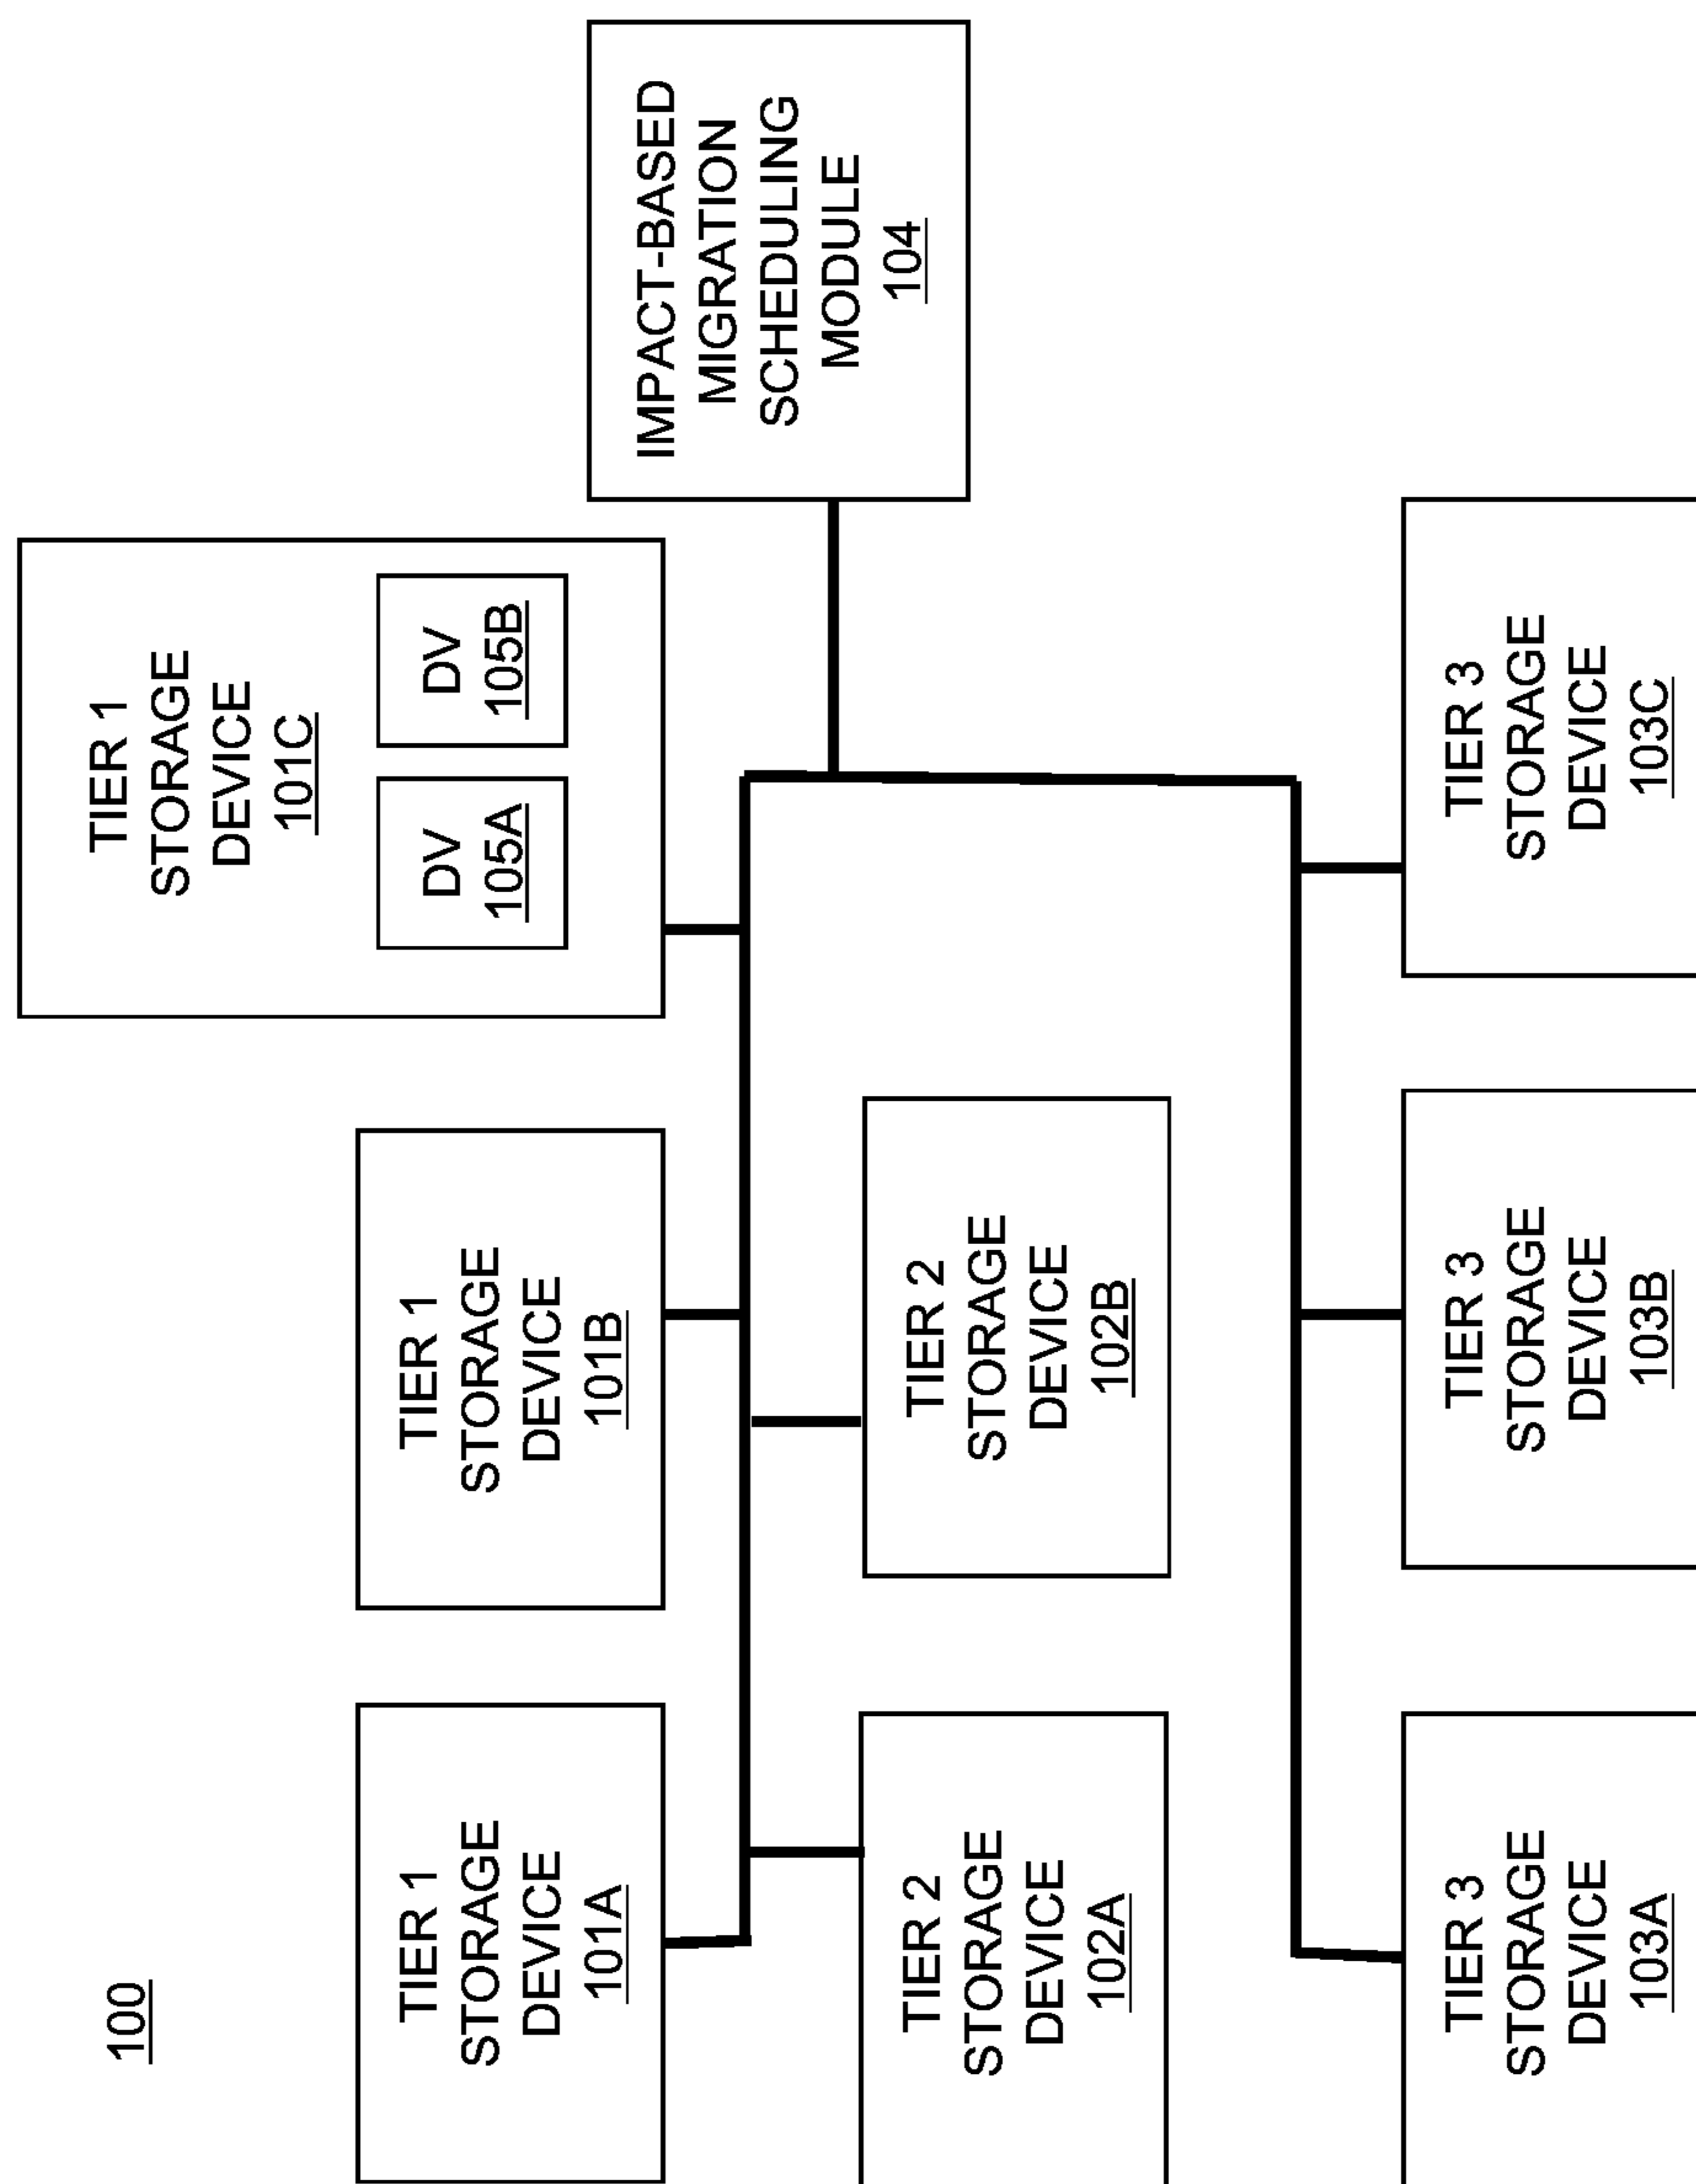 100
TIER 1
STORAGE
DEVICE
101A
TIER 1
STORAGE
DEVICE
101B
TIER 1
STORAGE
DEVICE
101C
DV
105A
DV
105B
IMPACT-BASED
MIGRATION
SCHEDULING
MODULE
104
TIER 2
STORAGE
DEVICE
102A
TIER 2
STORAGE
DEVICE
102B
TIER 3
STORAGE
DEVICE
103A
TIER 3
STORAGE
DEVICE
103B
TIER 3
STORAGE
DEVICE
103C